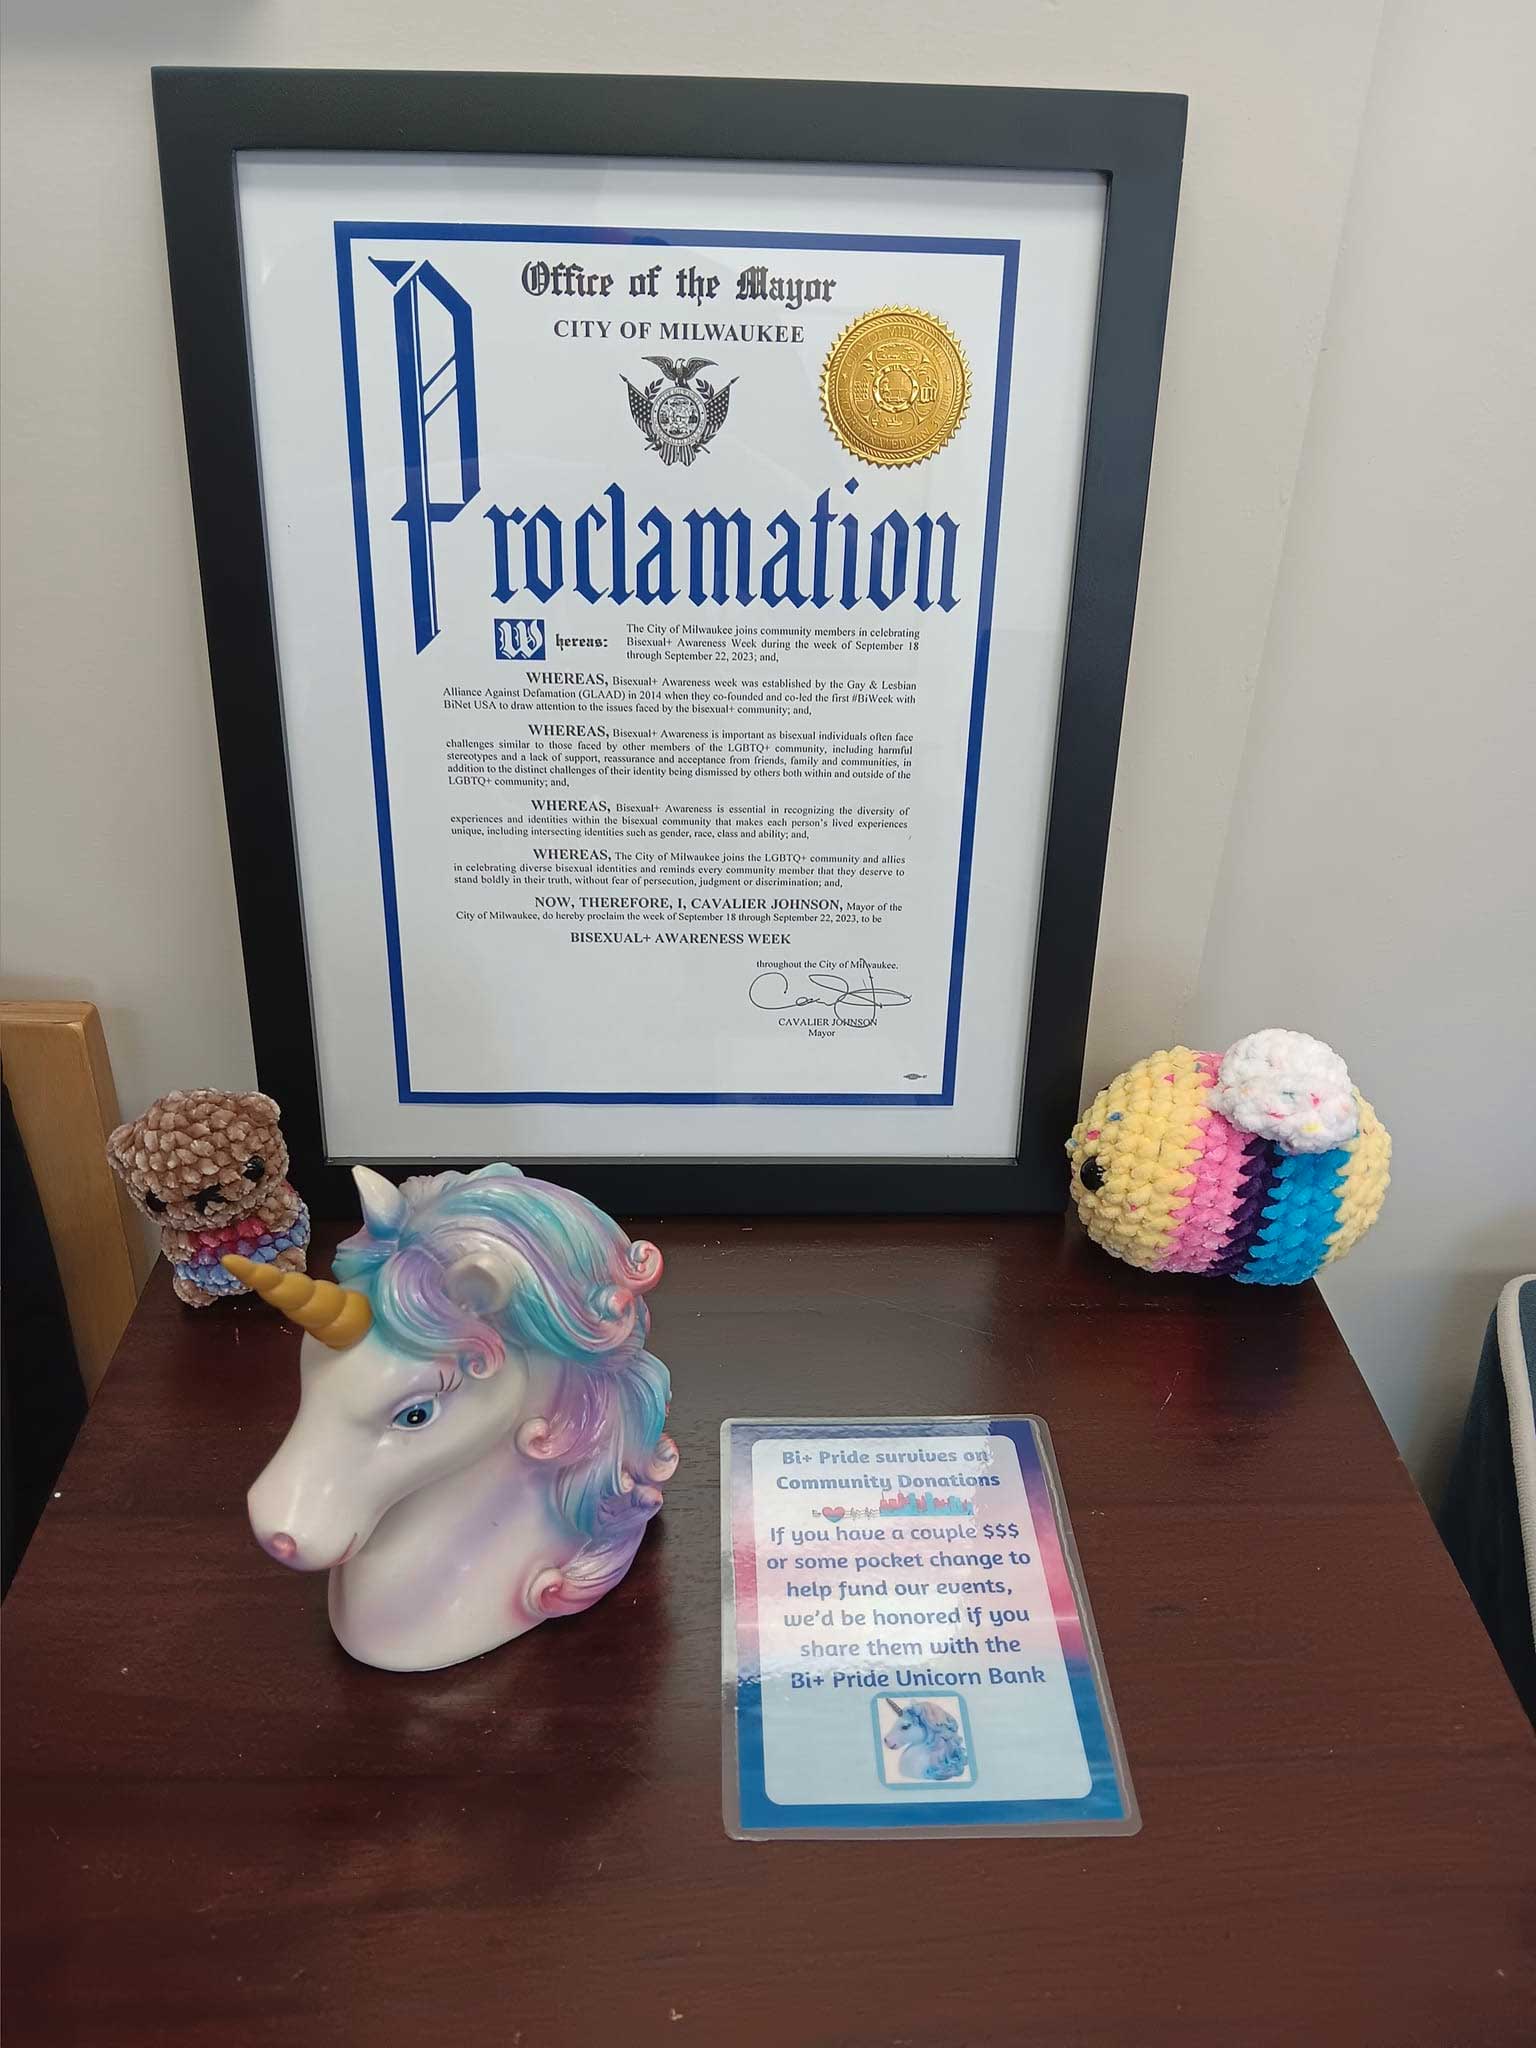 Office of the Mayor
CITY OF MILWAUKEE
Proclamation
Whereas: The City of Milwaukee joins community members in celebrating
Bisexual+ Awareness Week during the week of September 18
through September 22, 2023; and,
WHEREAS, Bisexual+ Awareness week was established by the Gay & Lesbian
Alliance Against Defamation (GLAAD) in 2014 when they co-founded and co-led the first #BiWeek with
BiNet USA to draw attention to the issues faced by the bisexual+ community; and,
WHEREAS, Bisexual+ Awareness is important as bisexual individuals often face
challenges similar to those faced by other members of the LGBTQ+ community, including harmful
stereotypes and a lack of support, reassurance and acceptance from friends, family and communities, in
addition to the distinct challenges of their identity being dismissed by others both within and outside of the
LGBTQ+ community; and,
WHEREAS, Bisexual+ Awareness is essential in recognizing the diversity of
experiences and identities within the bisexual community that makes each person's lived experiences
unique, including intersecting identities such as gender, race, class and ability; and,
WHEREAS, The City of Milwaukee joins the LGBTQ+ community and allies
in celebrating diverse bisexual identities and reminds every community member that they deserve to
stand boldly in their truth, without fear of persecution, judgment or discrimination; and,
NOW, THEREFORE, I, CAVALIER JOHNSON, Mayor of the
City of Milwaukee, do hereby proclaim the week of September 18 through September 22, 2023, to be
BISEXUAL+ AWARENESS WEEK
throughout the City of Milwaukee.
CAVALIER JOHNSON
Mayor
Bi+ Pride survives on
Community Donations
If you have a couple $$$
or some pocket change to
help fund our events,
we'd be honored if you
share them with the
Bi+ Pride Unicorn Bank